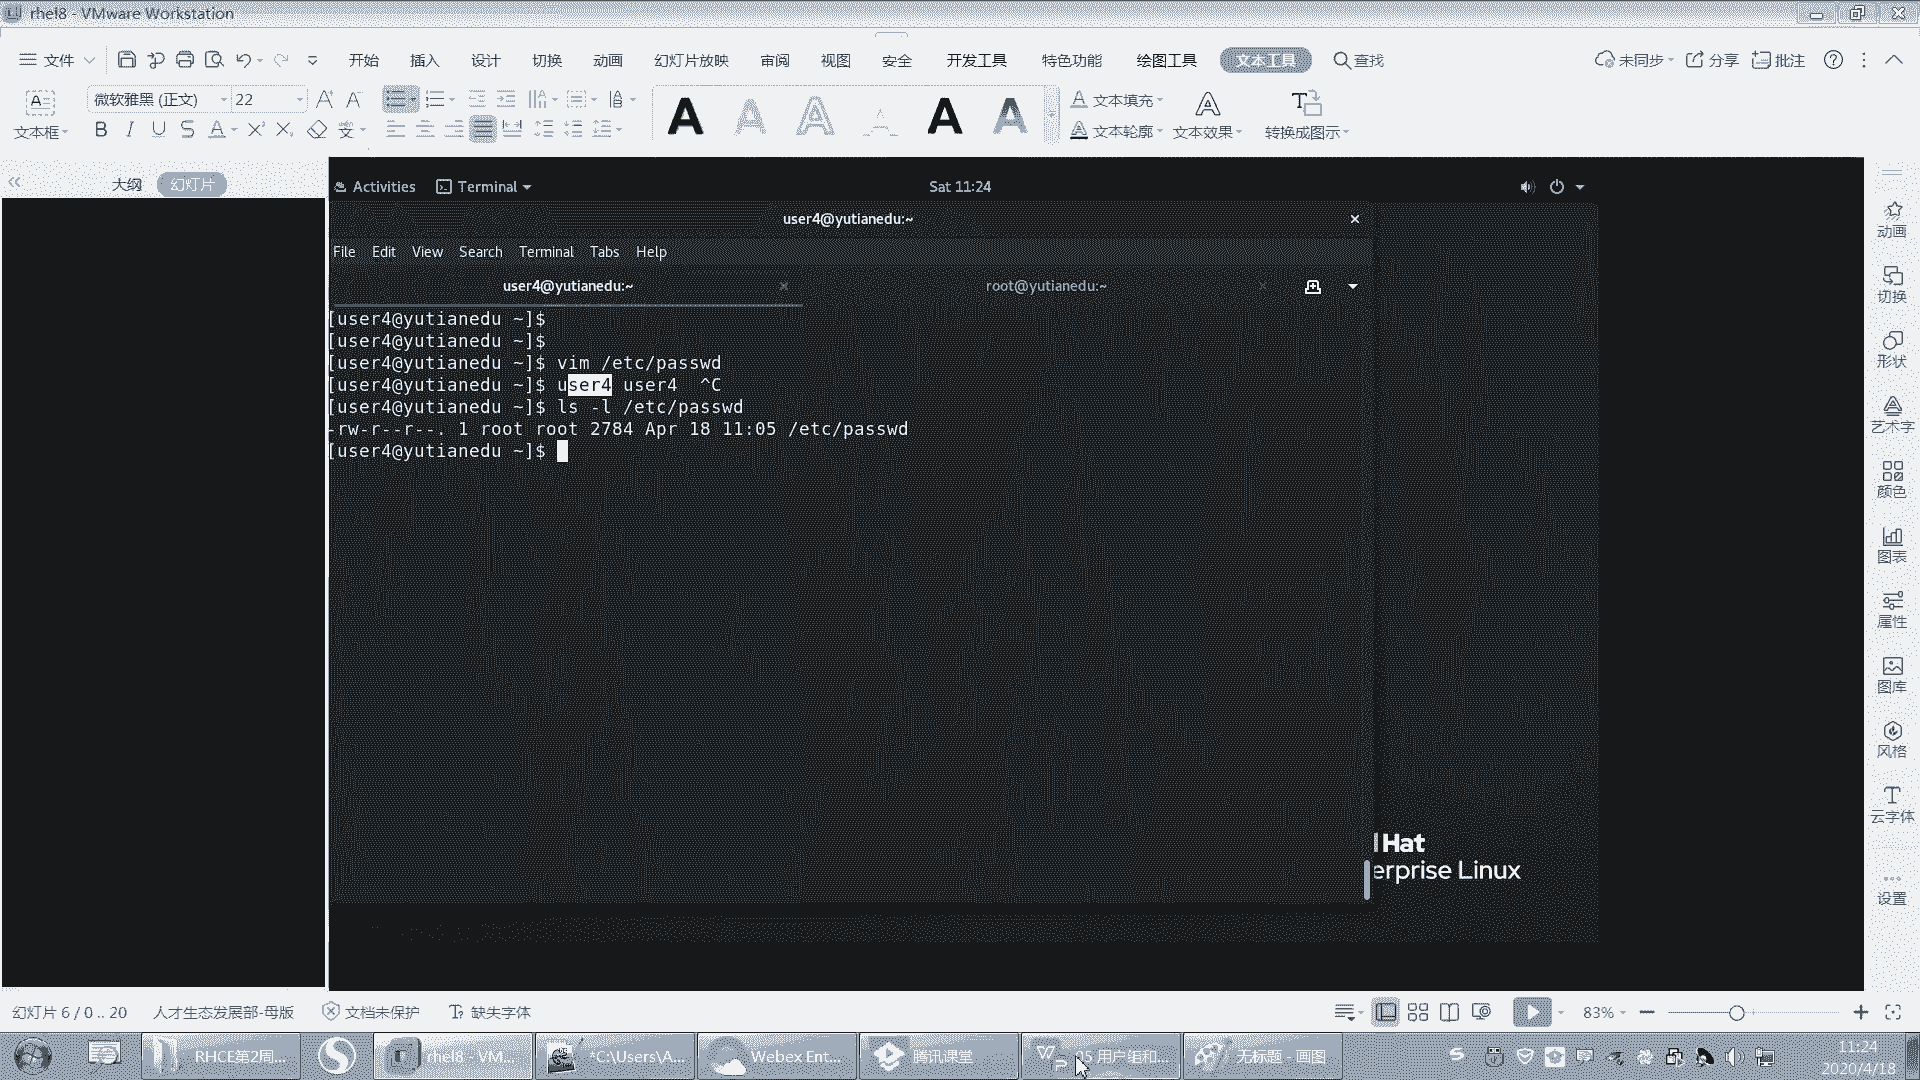 rhel8 - VMware Workstation
文件 开始 插入 设计 切换 动画 幻灯片放映 审阅 视图 安全 开发工具 特色功能 绘图工具 文本工具 查找 未同步 分享 批注
微软雅黑 (正文) 22
文本框 文本填充 文本轮廓 文本效果 转换成图示
大纲 幻灯片
Activities Terminal Sat 11:24
user4@yutianedu:~
File Edit View Search Terminal Tabs Help
user4@yutianedu:~ root@yutianedu:~
[user4@yutianedu ~]$
[user4@yutianedu ~]$
[user4@yutianedu ~]$ vim /etc/passwd
[user4@yutianedu ~]$ user4 user4  ^C
[user4@yutianedu ~]$ ls -l /etc/passwd
-rw-r--r--. 1 root root 2784 Apr 18 11:05 /etc/passwd
[user4@yutianedu ~]$
Hat
erprise Linux
动画
切换
形状
艺术字
颜色
图表
属性
图库
风格
云字体
设置
幻灯片 6 / 0 .. 20 人才生态发展部-母版 文档未保护 缺失字体 83%
RHCE第2周... rhel8 - VM... *C:\Users\A... Webex Ent... 腾讯课堂 05 用户组和... 无标题 - 画图
11:24
2020/4/18